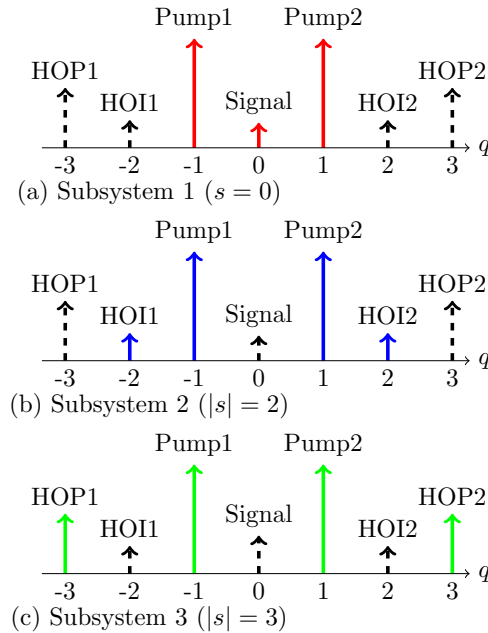 Pump1 Pump2
HOP1 HOP2
HOI1 Signal HOI2
-3 -2 -1 0 1 2 3 q
(a) Subsystem 1 (s = 0)
Pump1 Pump2
HOP1 HOP2
HOI1 Signal HOI2
-3 -2 -1 0 1 2 3 q
(b) Subsystem 2 (|s| = 2)
Pump1 Pump2
HOP1 HOP2
HOI1 Signal HOI2
-3 -2 -1 0 1 2 3 q
(c) Subsystem 3 (|s| = 3)